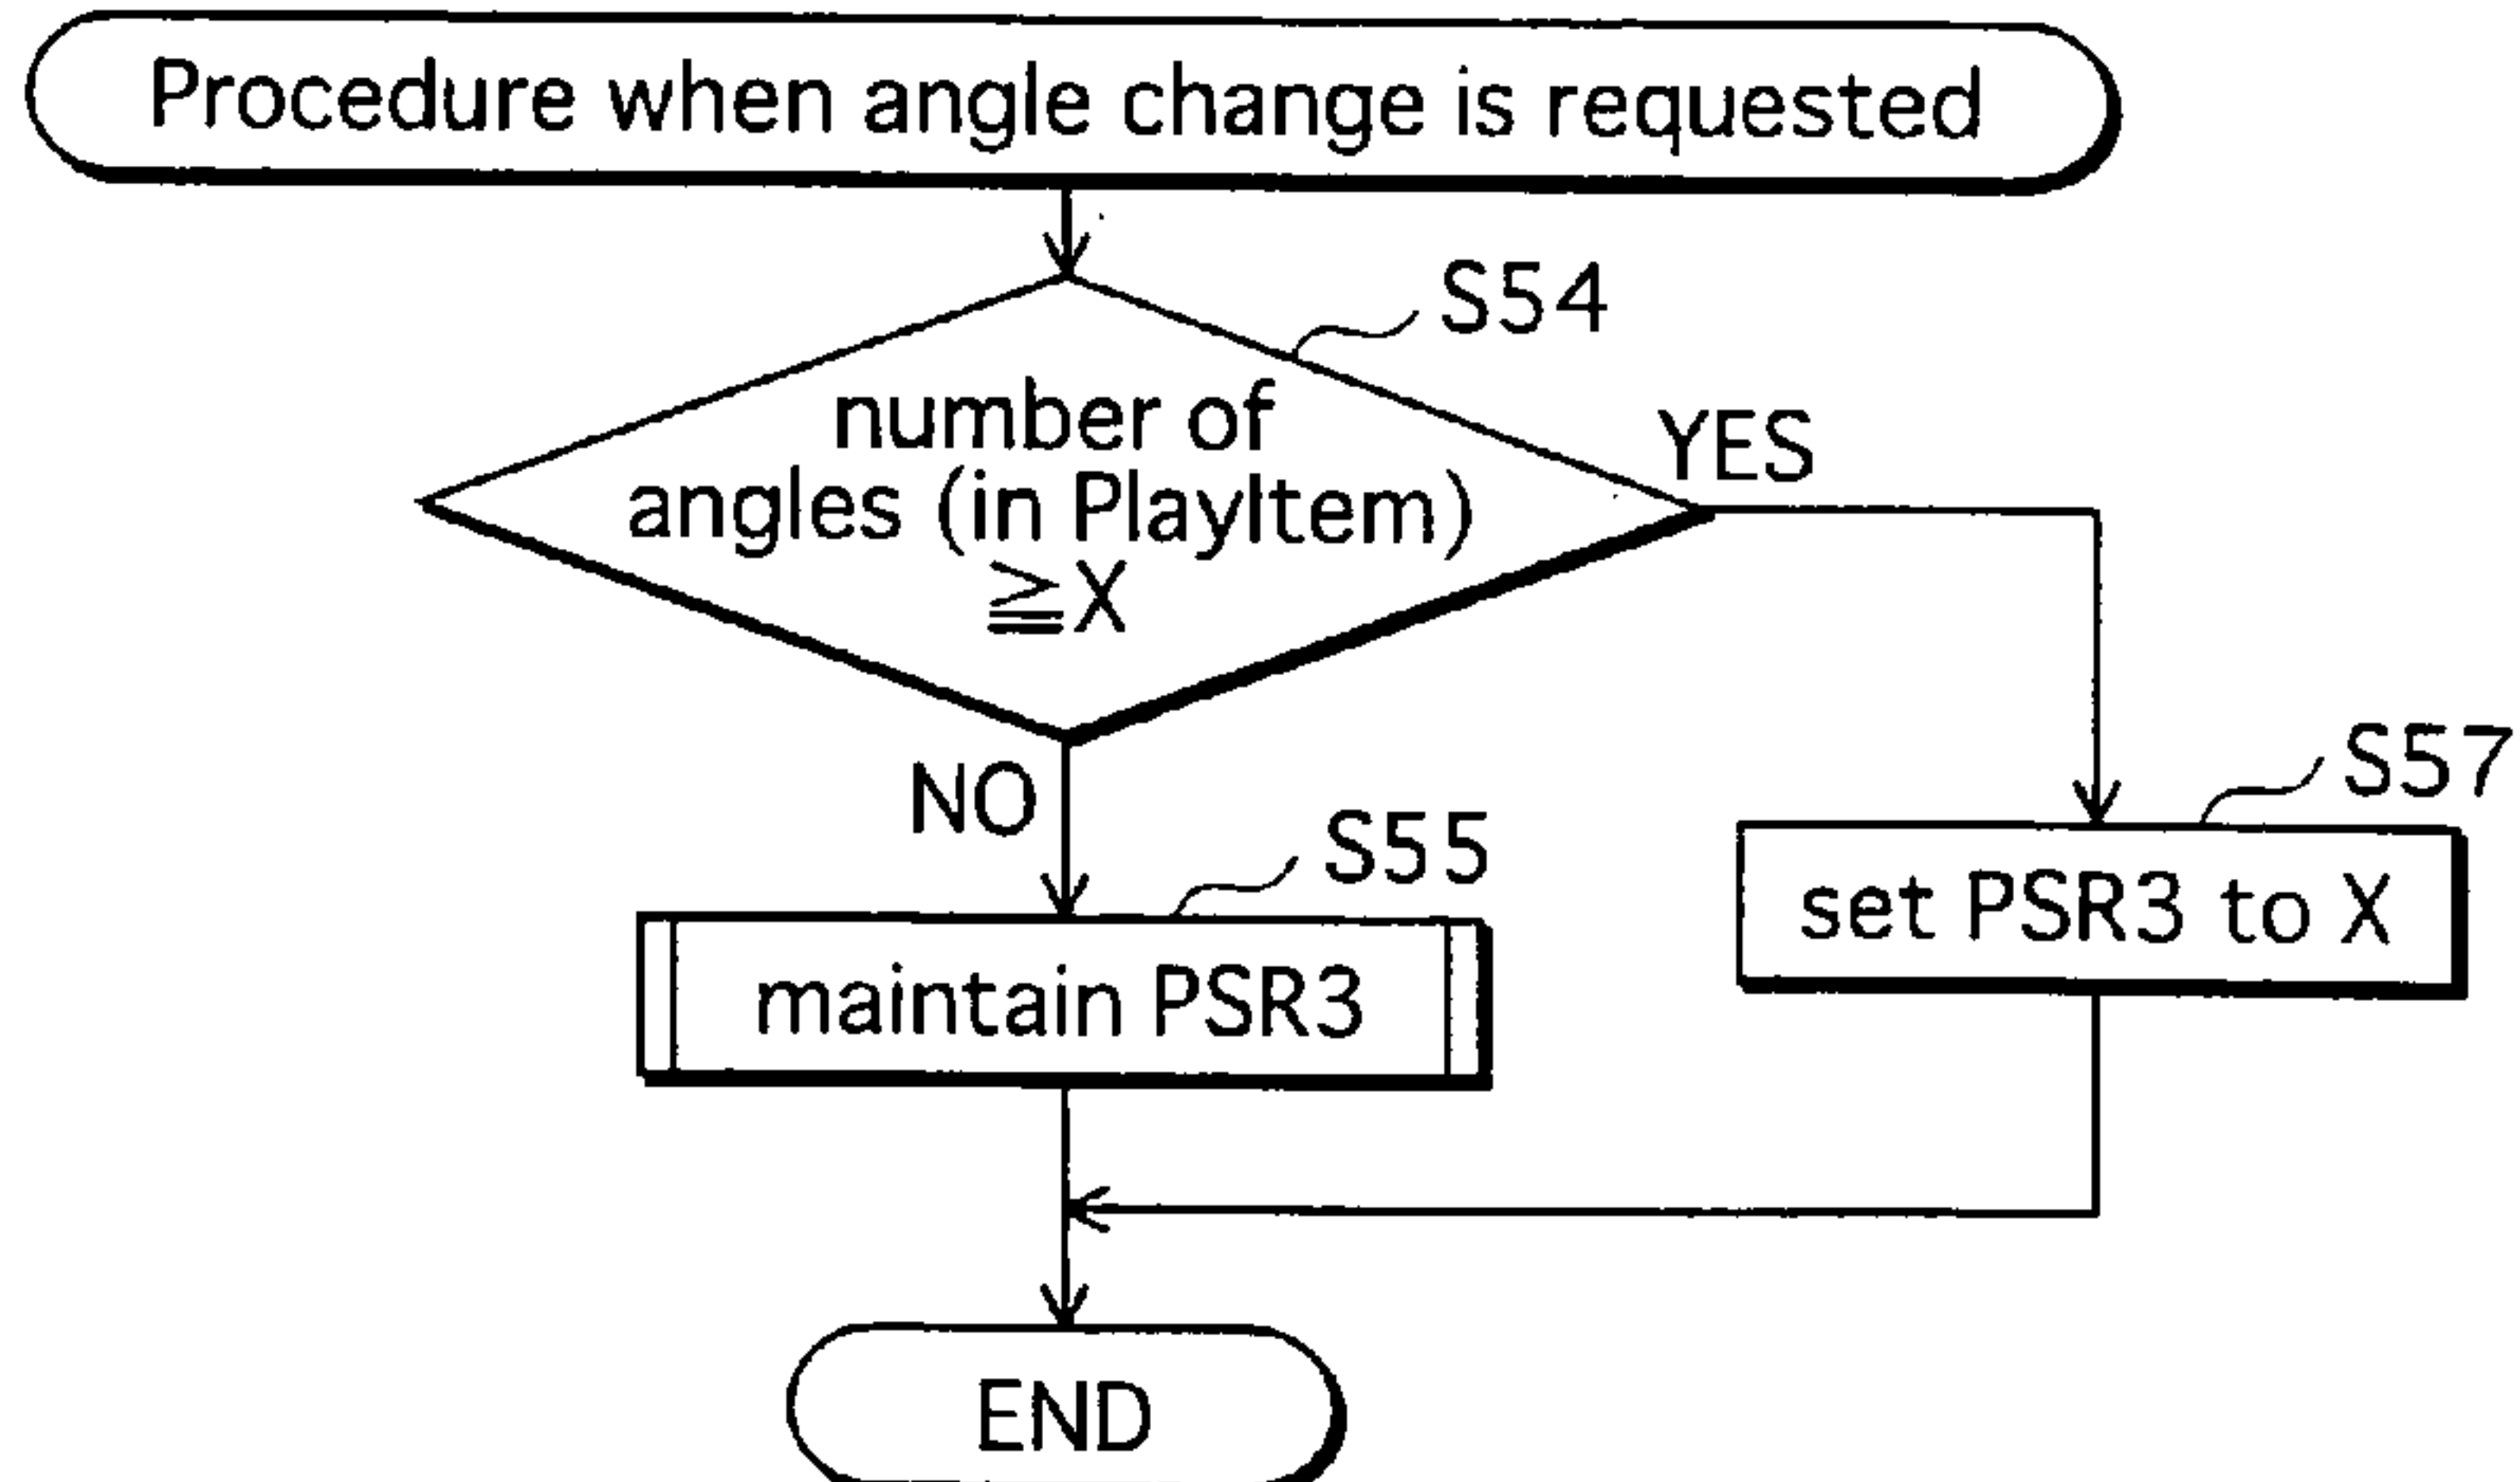 Procedure when angle change is requested
S54
number of
angles (in PlayItem)
≧X
YES
NO
S57
set PSR3 to X
S55
maintain PSR3
END